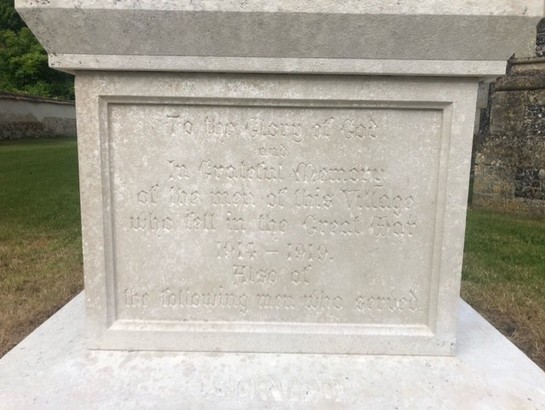 To the Glory of God
and
In Grateful Memory
of the men of this Village
who fell in the Great War
1914 – 1919.
Also of
the following men who served